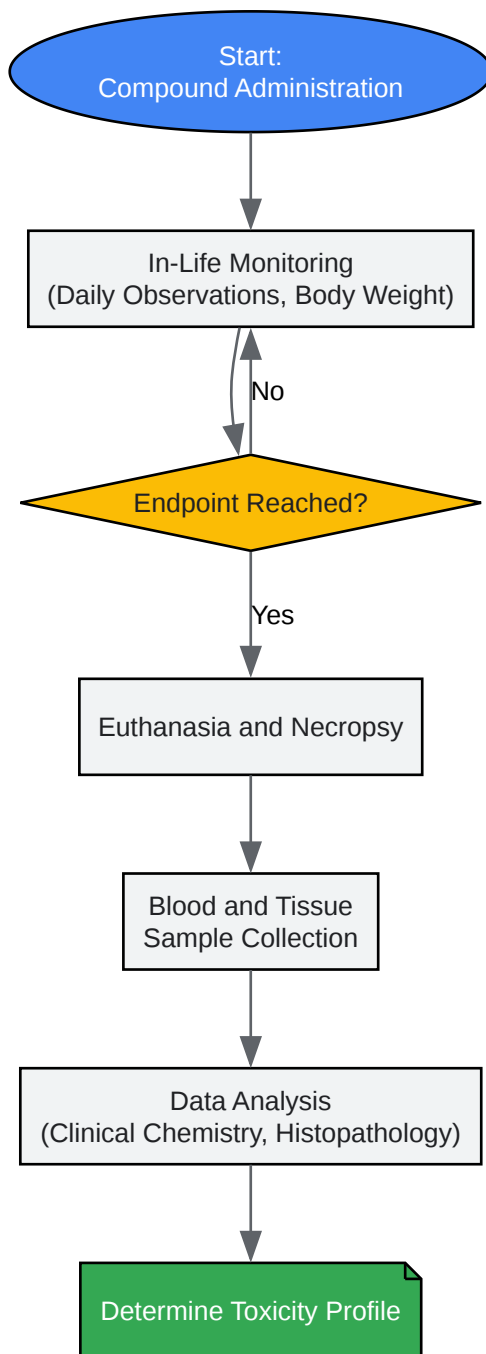 Start:
Compound Administration
In-Life Monitoring
(Daily Observations, Body Weight)
No
Endpoint Reached?
Yes
Euthanasia and Necropsy
Blood and Tissue
Sample Collection
Data Analysis
(Clinical Chemistry, Histopathology)
Determine Toxicity Profile